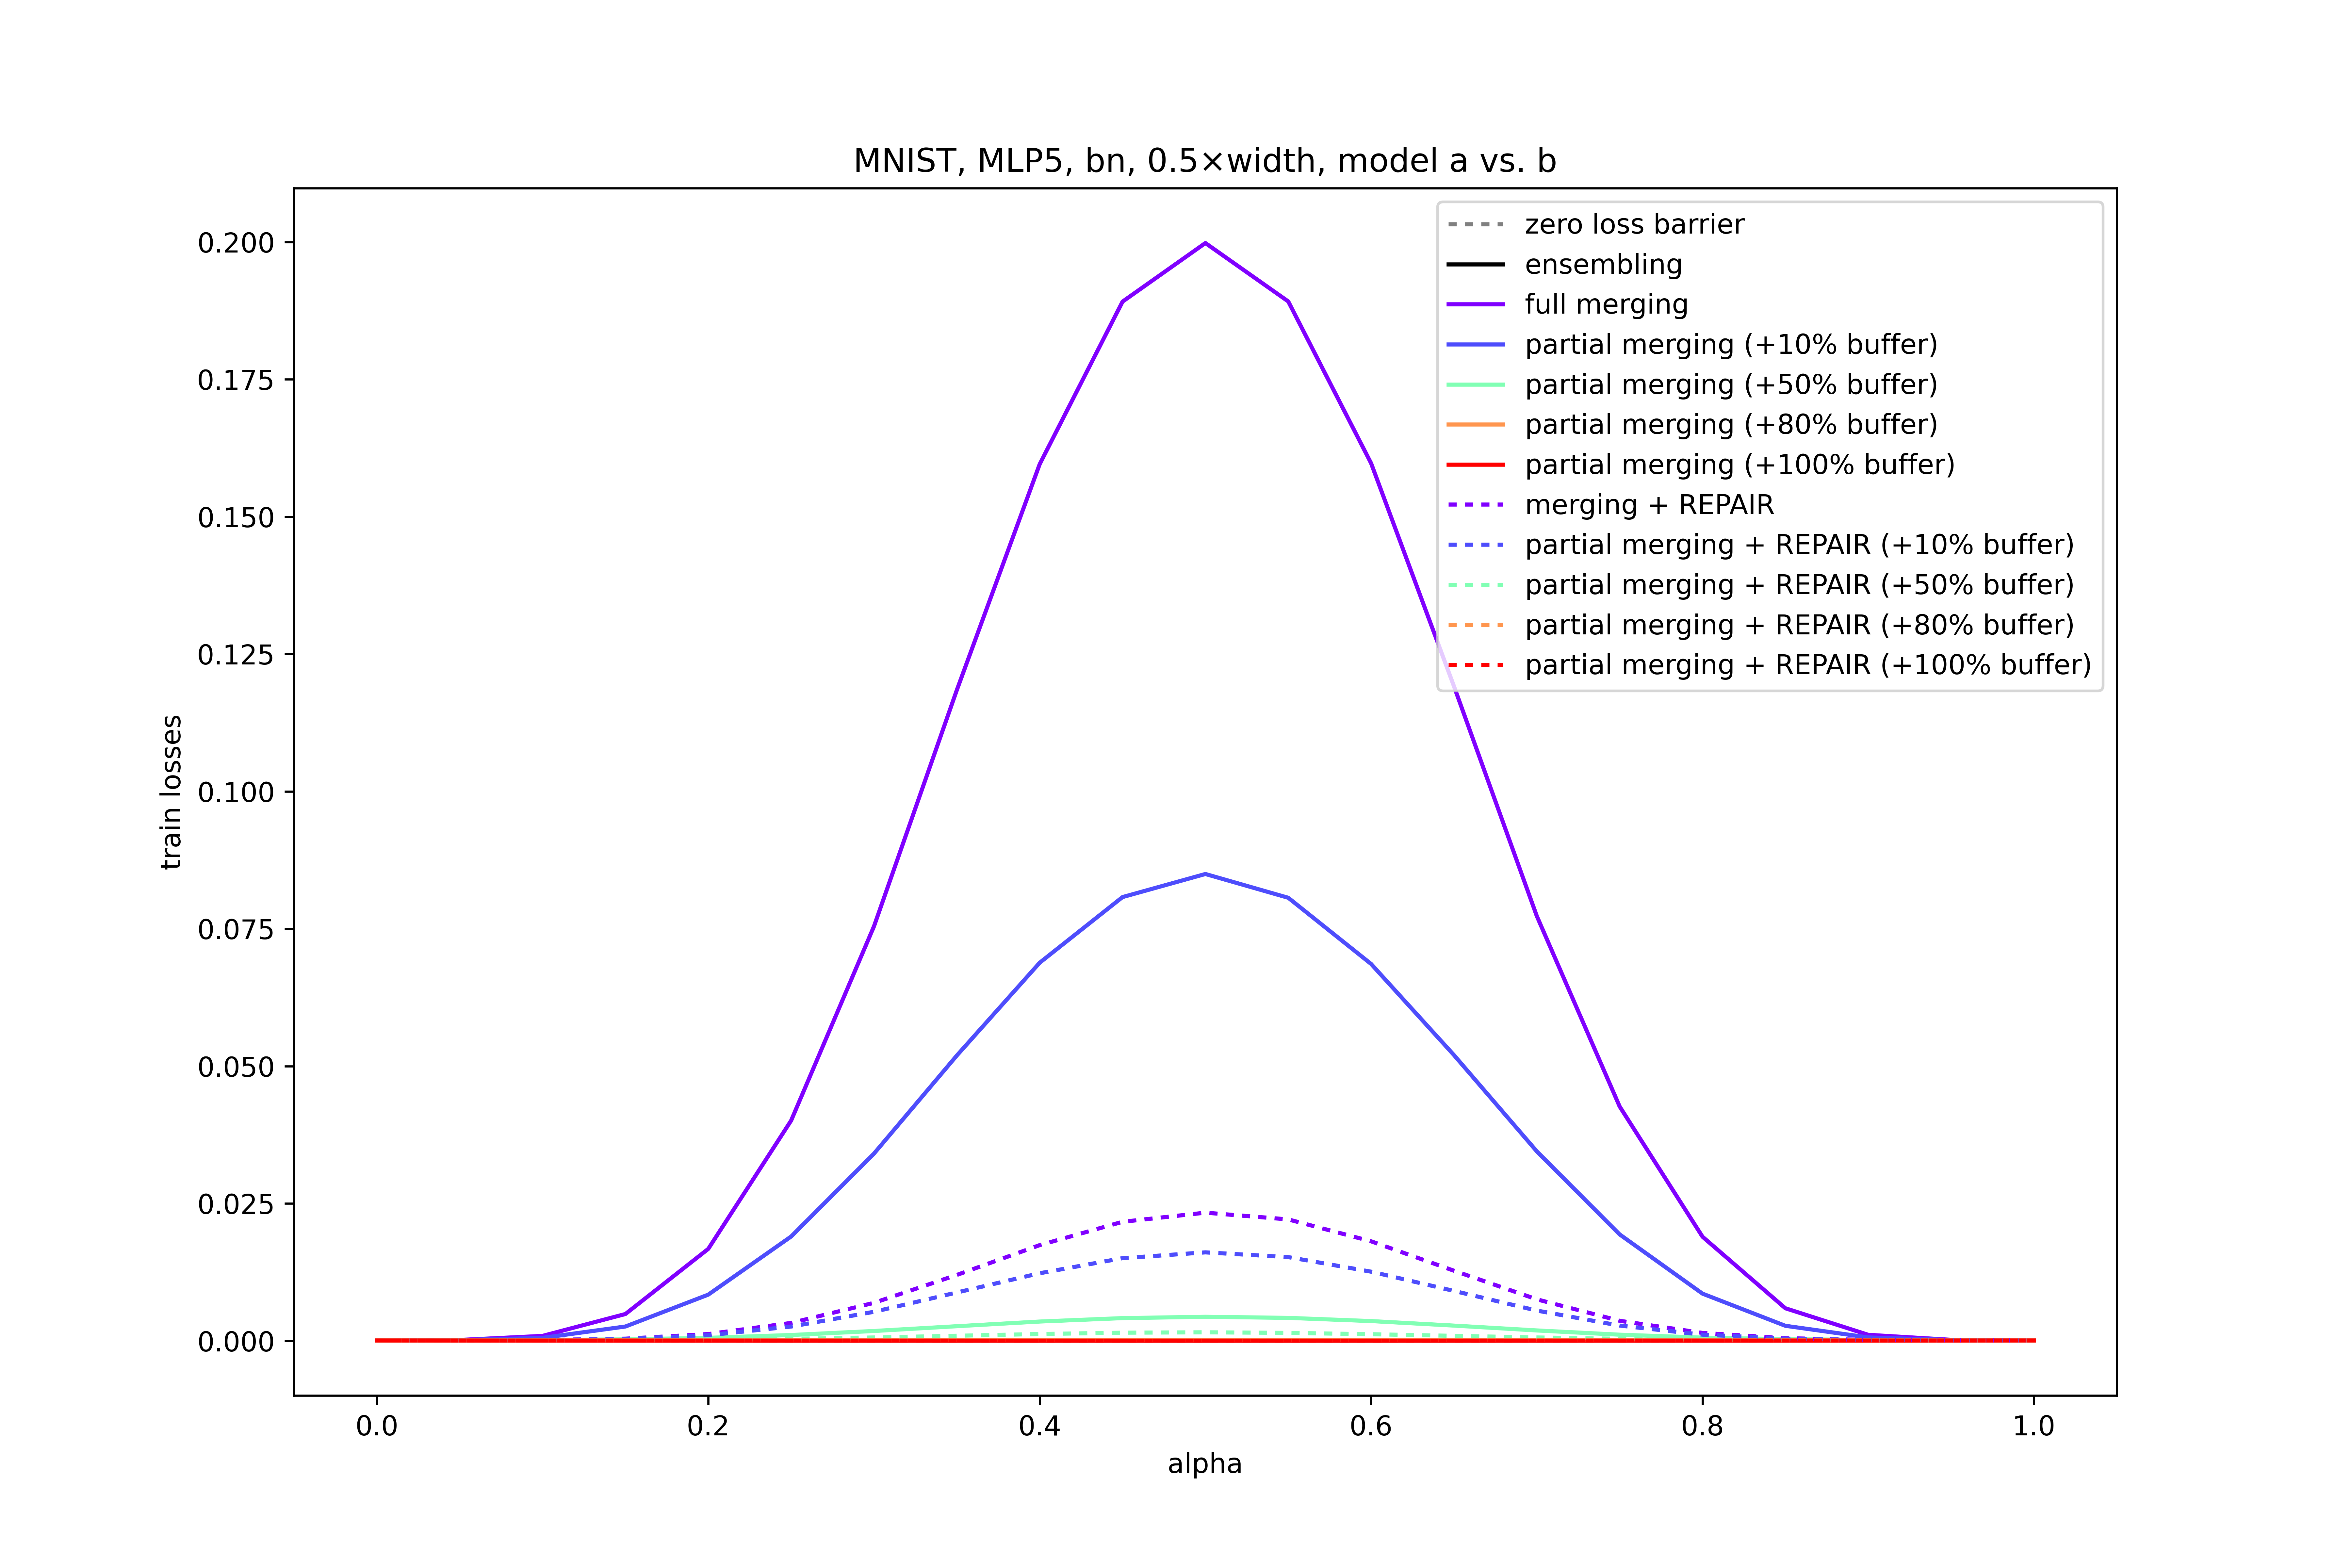 MNIST, MLP5, bn, 0.5×width, model a vs. b
zero loss barrier
ensembling
full merging
partial merging (+10% buffer)
partial merging (+50% buffer)
partial merging (+80% buffer)
partial merging (+100% buffer)
merging + REPAIR
partial merging + REPAIR (+10% buffer)
partial merging + REPAIR (+50% buffer)
partial merging + REPAIR (+80% buffer)
partial merging + REPAIR (+100% buffer)
train losses
0.200
0.175
0.150
0.125
0.100
0.075
0.050
0.025
0.000
0.0 0.2 0.4 0.6 0.8 1.0
alpha